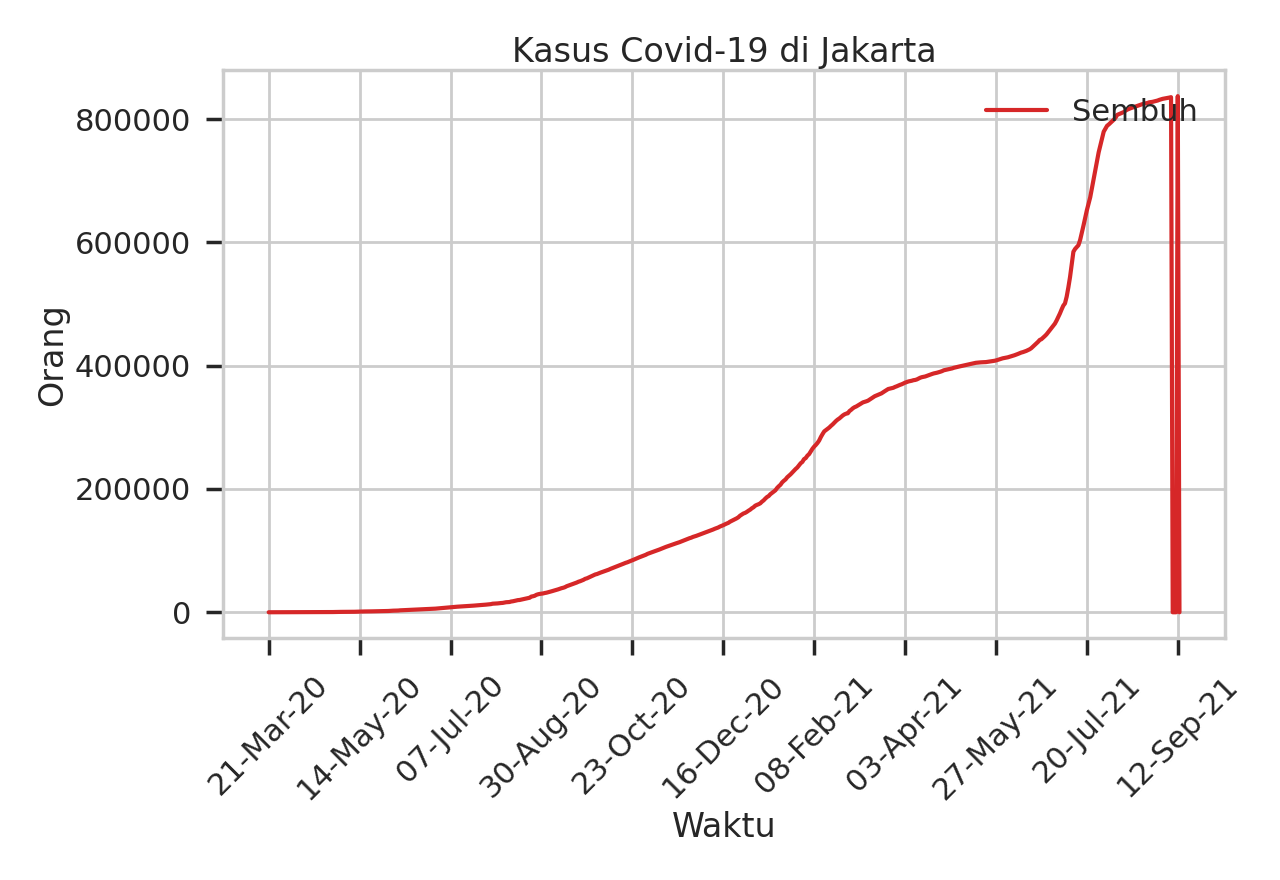 Kasus Covid-19 di Jakarta
Sembuh
Orang
800000
600000
400000
200000
0
21-Mar-20
14-May-20
07-Jul-20
30-Aug-20
23-Oct-20
16-Dec-20
08-Feb-21
03-Apr-21
27-May-21
20-Jul-21
12-Sep-21
Waktu